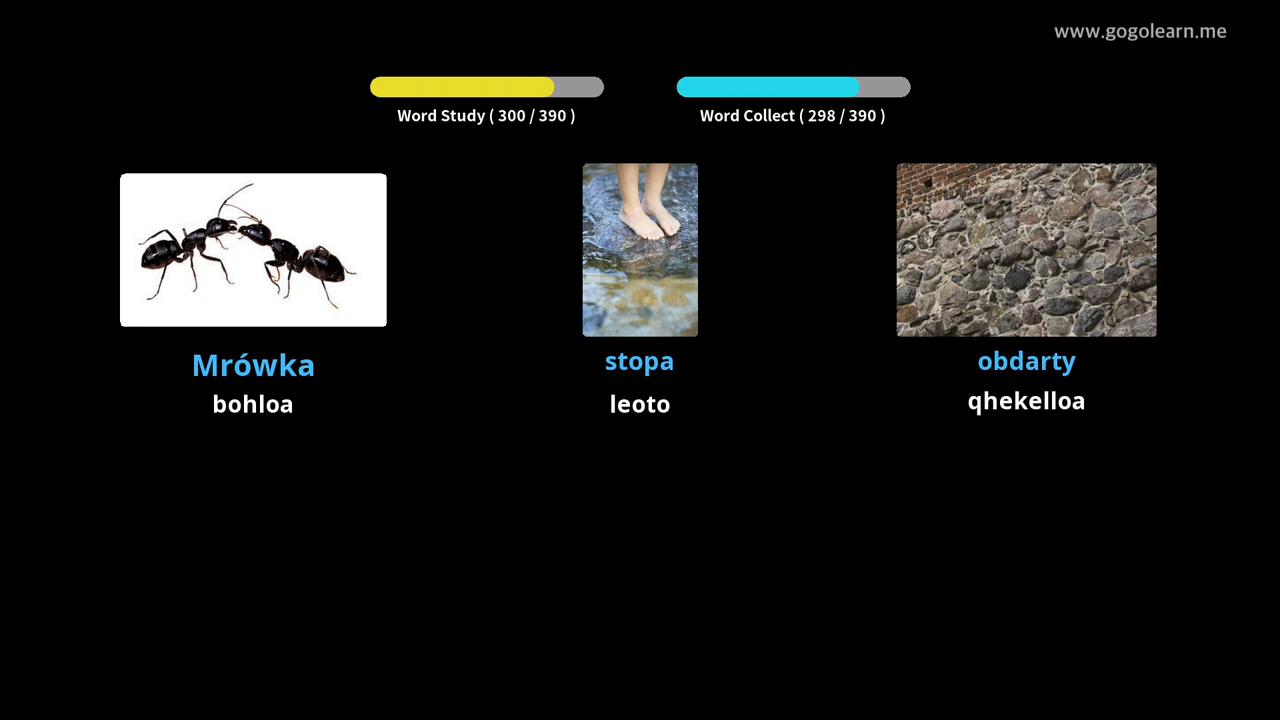 www.gogolearn.me
Word Study ( 300 / 390 )
Word Collect ( 298 / 390 )
Mrówka
stopa
obdarty
bohloa
leoto
qhekelloa